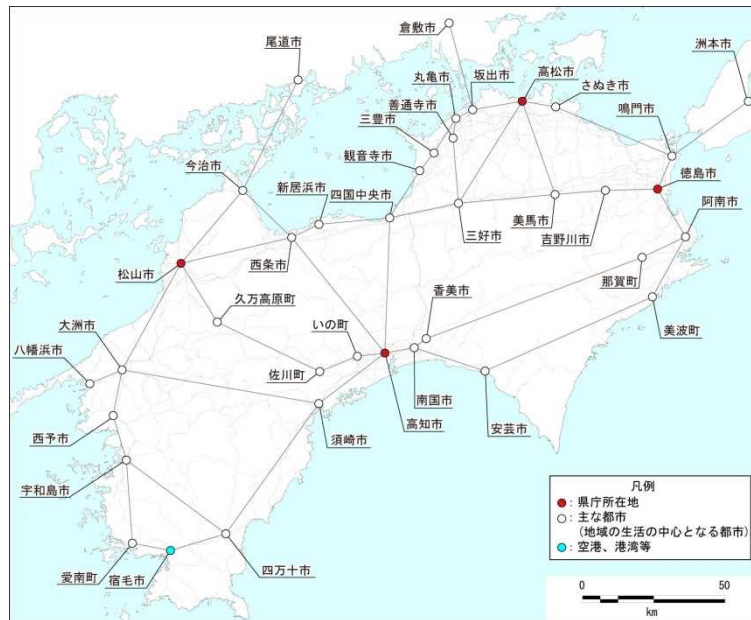 倉敷市
尾道市
洲本市
坂出市
高松市
丸亀市
さぬき市
善通寺市
鳴門市
三豊市
観音寺市
今治市
新居浜市
四国中央市
徳島市
阿南市
美馬市
三好市
吉野川市
西条市
松山市
那賀町
久万高原町
香美市
いの町
美波町
大洲市
八幡浜市
佐川町
南国市
安芸市
高知市
須崎市
西予市
宇和島市
愛南町
宿毛市
四万十市
凡例
：県庁所在地
：主な都市
(地域の生活の中心となる都市)
：空港、港湾等
0 50
km